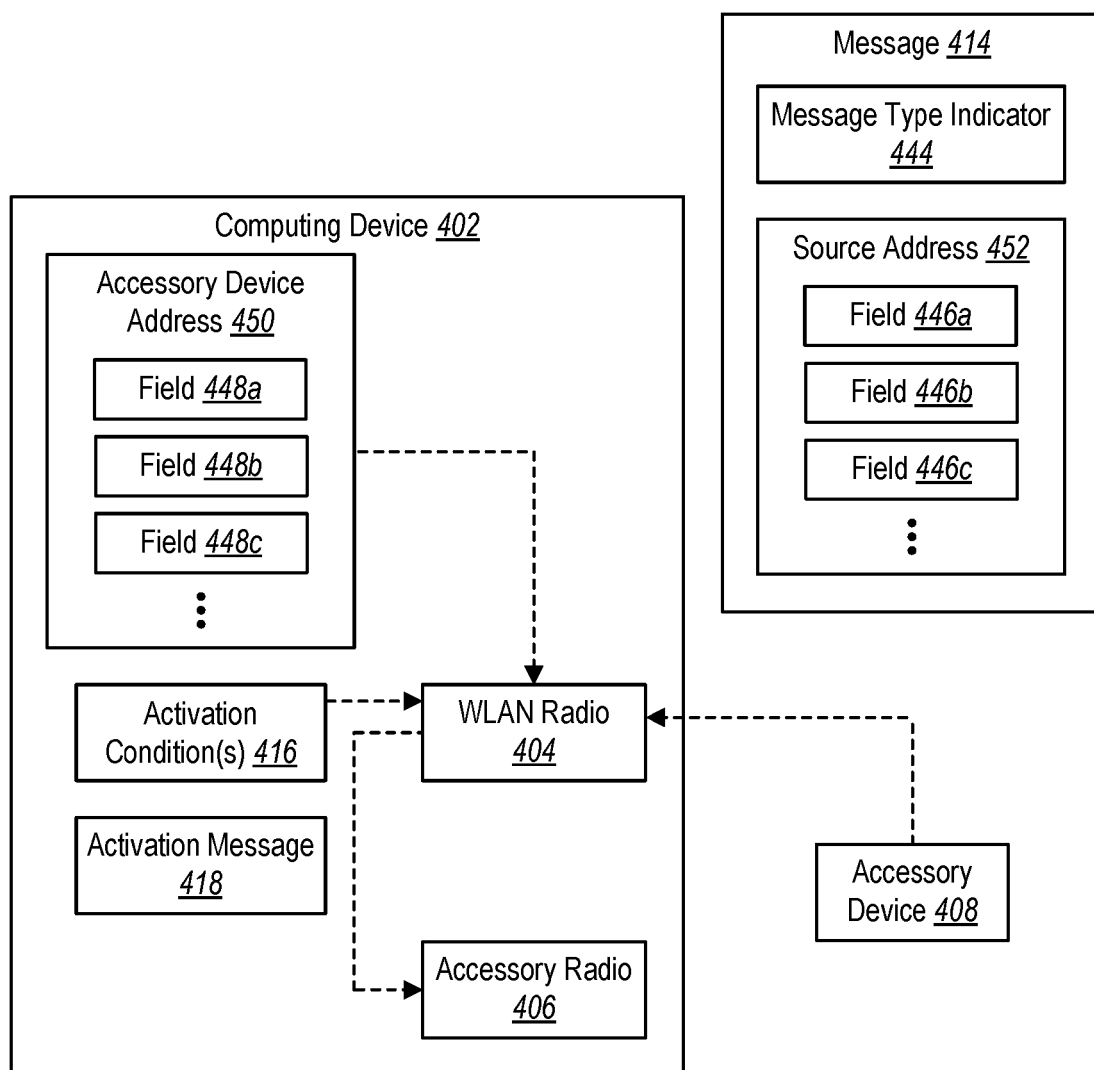 Message 414
Message Type Indicator
444
Source Address 452
Field 446a
Field 446b
Field 446c
Computing Device 402
Accessory Device
Address 450
Field 448a
Field 448b
Field 448c
Activation
Condition(s) 416
WLAN Radio
404
Activation Message
418
Accessory
Device 408
Accessory Radio
406